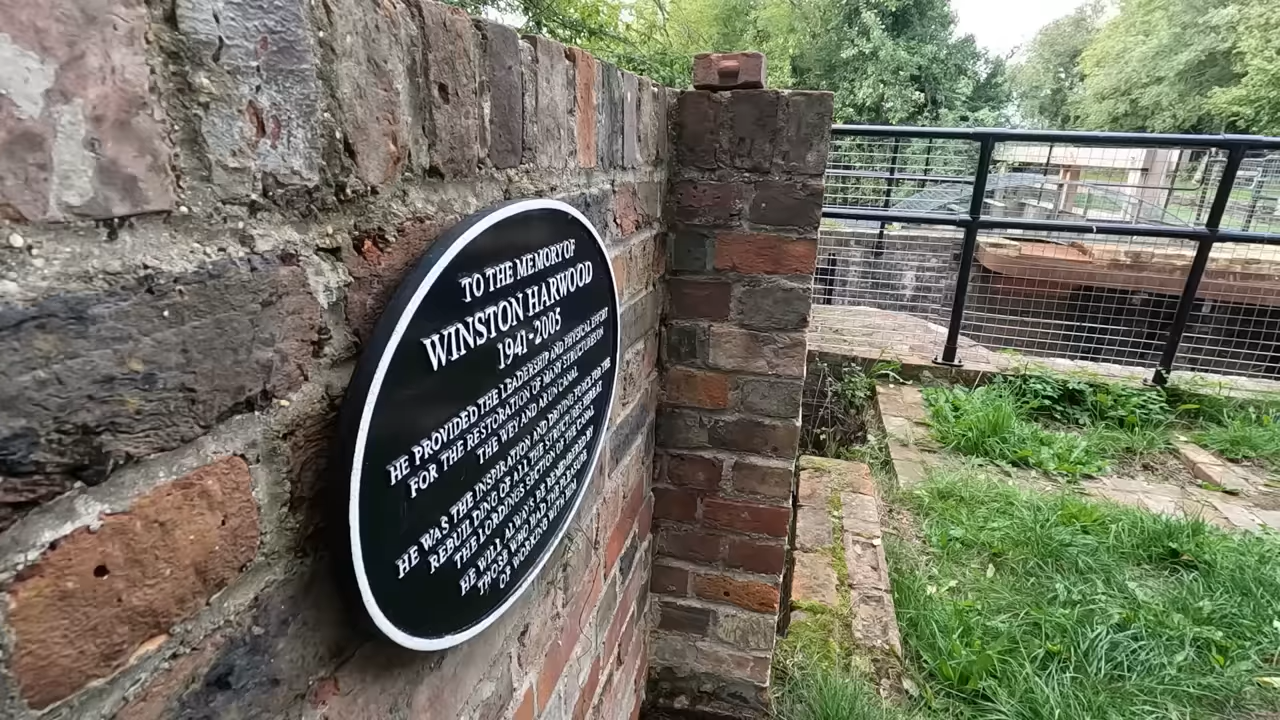 TO THE MEMORY OF
WINSTON HARWOOD
1941-2005
HE PROVIDED THE LEADERSHIP AND PHYSICAL EFFORT
FOR THE RESTORATION OF MANY STRUCTURES ON
THE WEY AND ARUN CANAL
HE WAS THE INSPIRATION AND DRIVING FORCE FOR THE
REBUILDING OF ALL THE STRUCTURES HERE AT
THE LORDINGS SECTION OF THE CANAL
HE WILL ALWAYS BE REMEMBERED BY
THOSE WHO HAD THE PLEASURE
OF WORKING WITH HIM